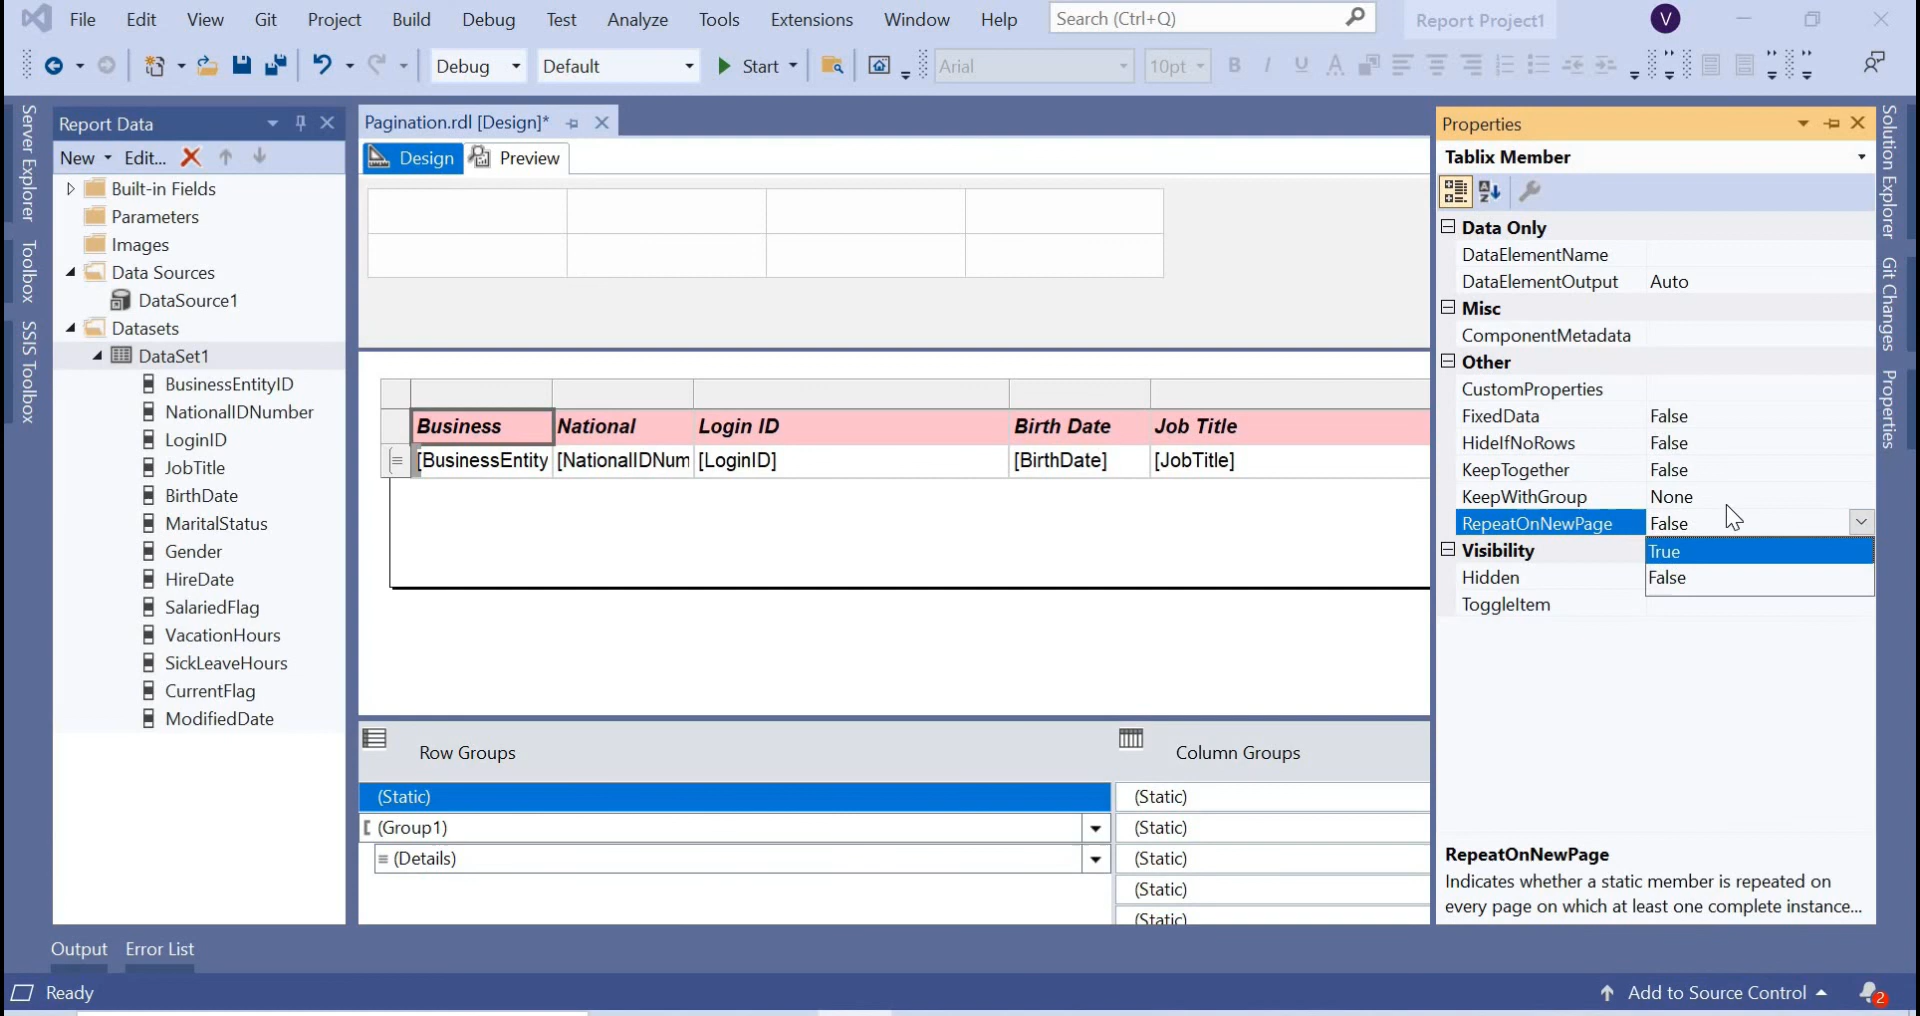 File Edit View Git Project Build Debug Test Analyze Tools Extensions Window Help Search (Ctrl+Q) Report Project1 V
Debug Default Start Arial 10pt B I U A
Server Explorer
Toolbox
SSIS Toolbox
Report Data
New Edit...
Built-in Fields
Parameters
Images
Data Sources
DataSource1
Datasets
DataSet1
BusinessEntityID
NationalIDNumber
LoginID
JobTitle
BirthDate
MaritalStatus
Gender
HireDate
SalariedFlag
VacationHours
SickLeaveHours
CurrentFlag
ModifiedDate
Pagination.rdl [Design]*
Design Preview
Business National Login ID Birth Date Job Title
[BusinessEntity [NationalIDNum [LoginID] [BirthDate] [JobTitle]
Row Groups Column Groups
(Static) (Static)
(Group1) (Static)
(Details) (Static)
(Static)
(Static)
Properties
Tablix Member
Data Only
DataElementName
DataElementOutput Auto
Misc
ComponentMetadata
Other
CustomProperties
FixedData False
HideIfNoRows False
KeepTogether False
KeepWithGroup None
RepeatOnNewPage False
Visibility True
Hidden False
ToggleItem
RepeatOnNewPage
Indicates whether a static member is repeated on
every page on which at least one complete instance...
Solution Explorer
Git Changes
Properties
Output Error List
Ready Add to Source Control 2